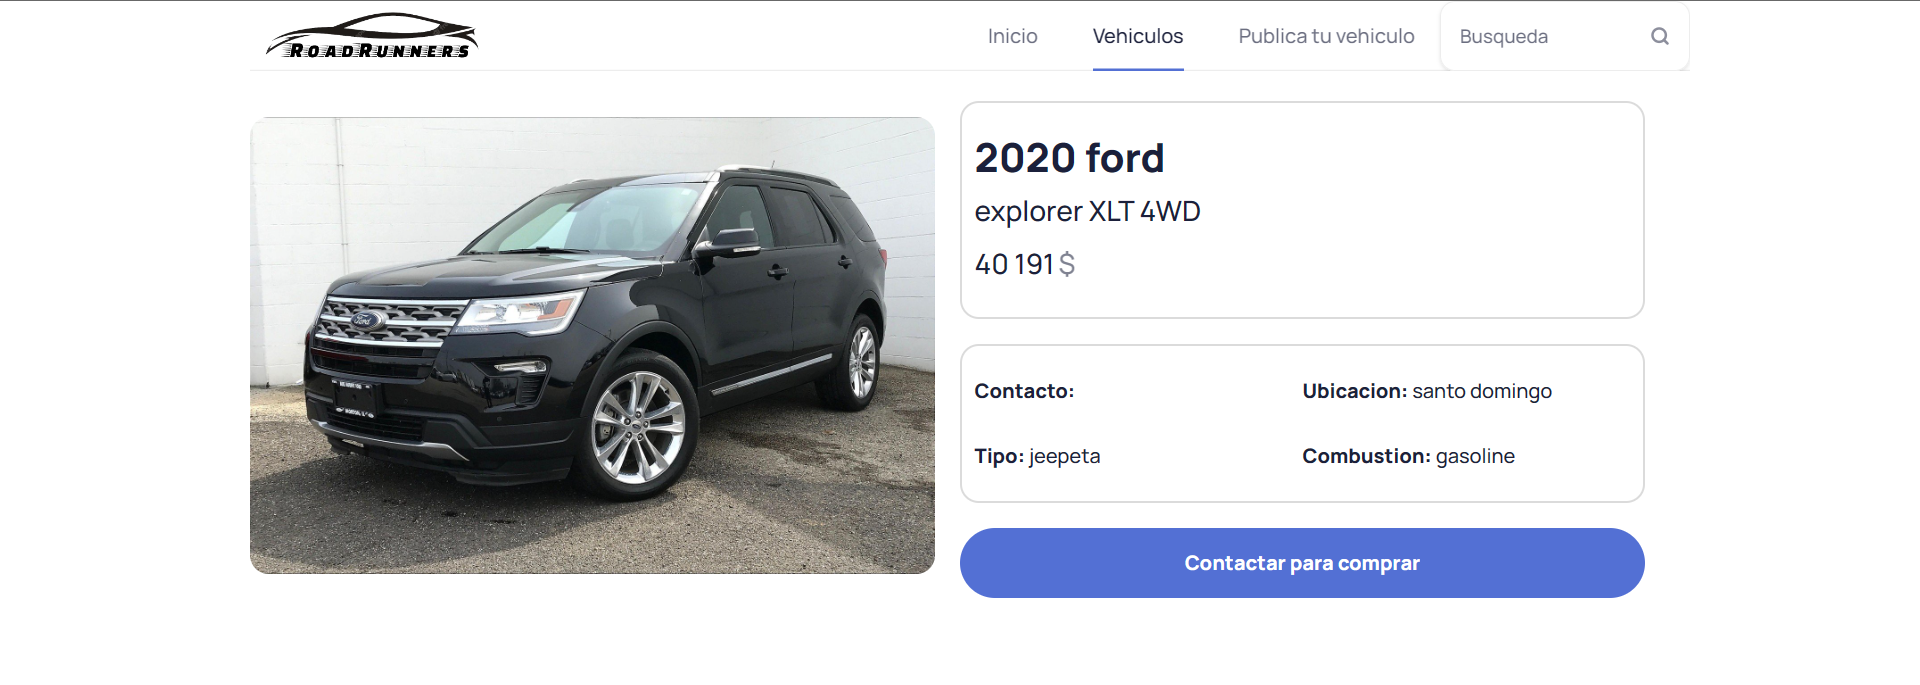 ROADRUNNERS
Inicio
Vehiculos
Publica tu vehiculo
Busqueda
Ford
2020 ford
explorer XLT 4WD
40 191 $
Contacto:
Ubicacion: santo domingo
Tipo: jeepeta
Combustion: gasoline
Contactar para comprar